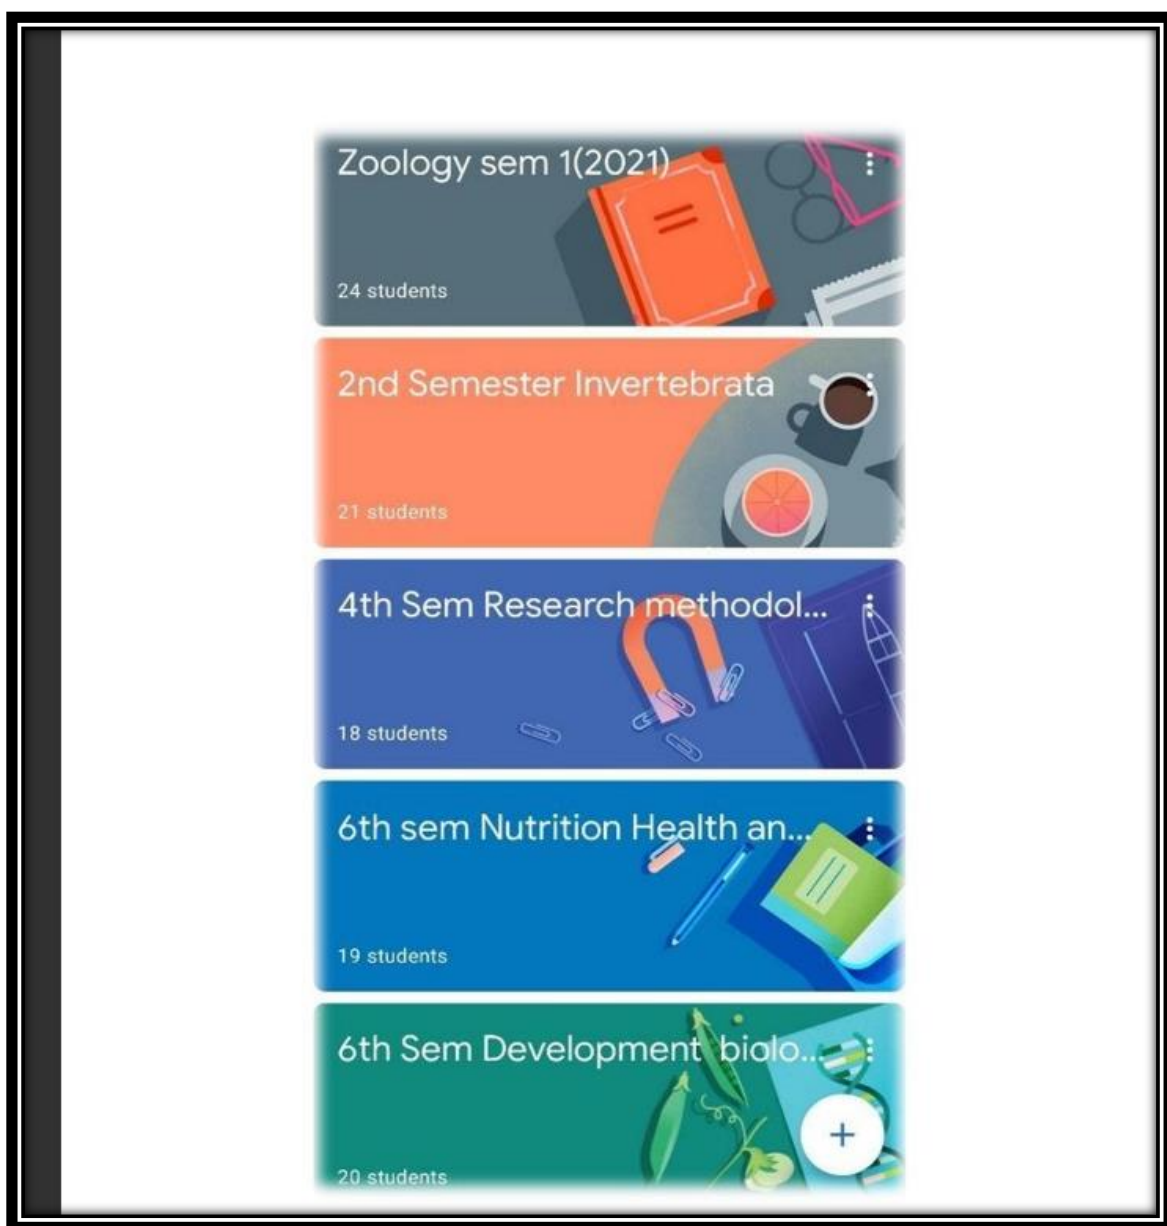 Zoology sem 1(2021)
24 students
2nd Semester Invertebrata
21 students
4th Sem Research methodol...
18 students
6th sem Nutrition Health an...
19 students
6th Sem Development biolo...
20 students